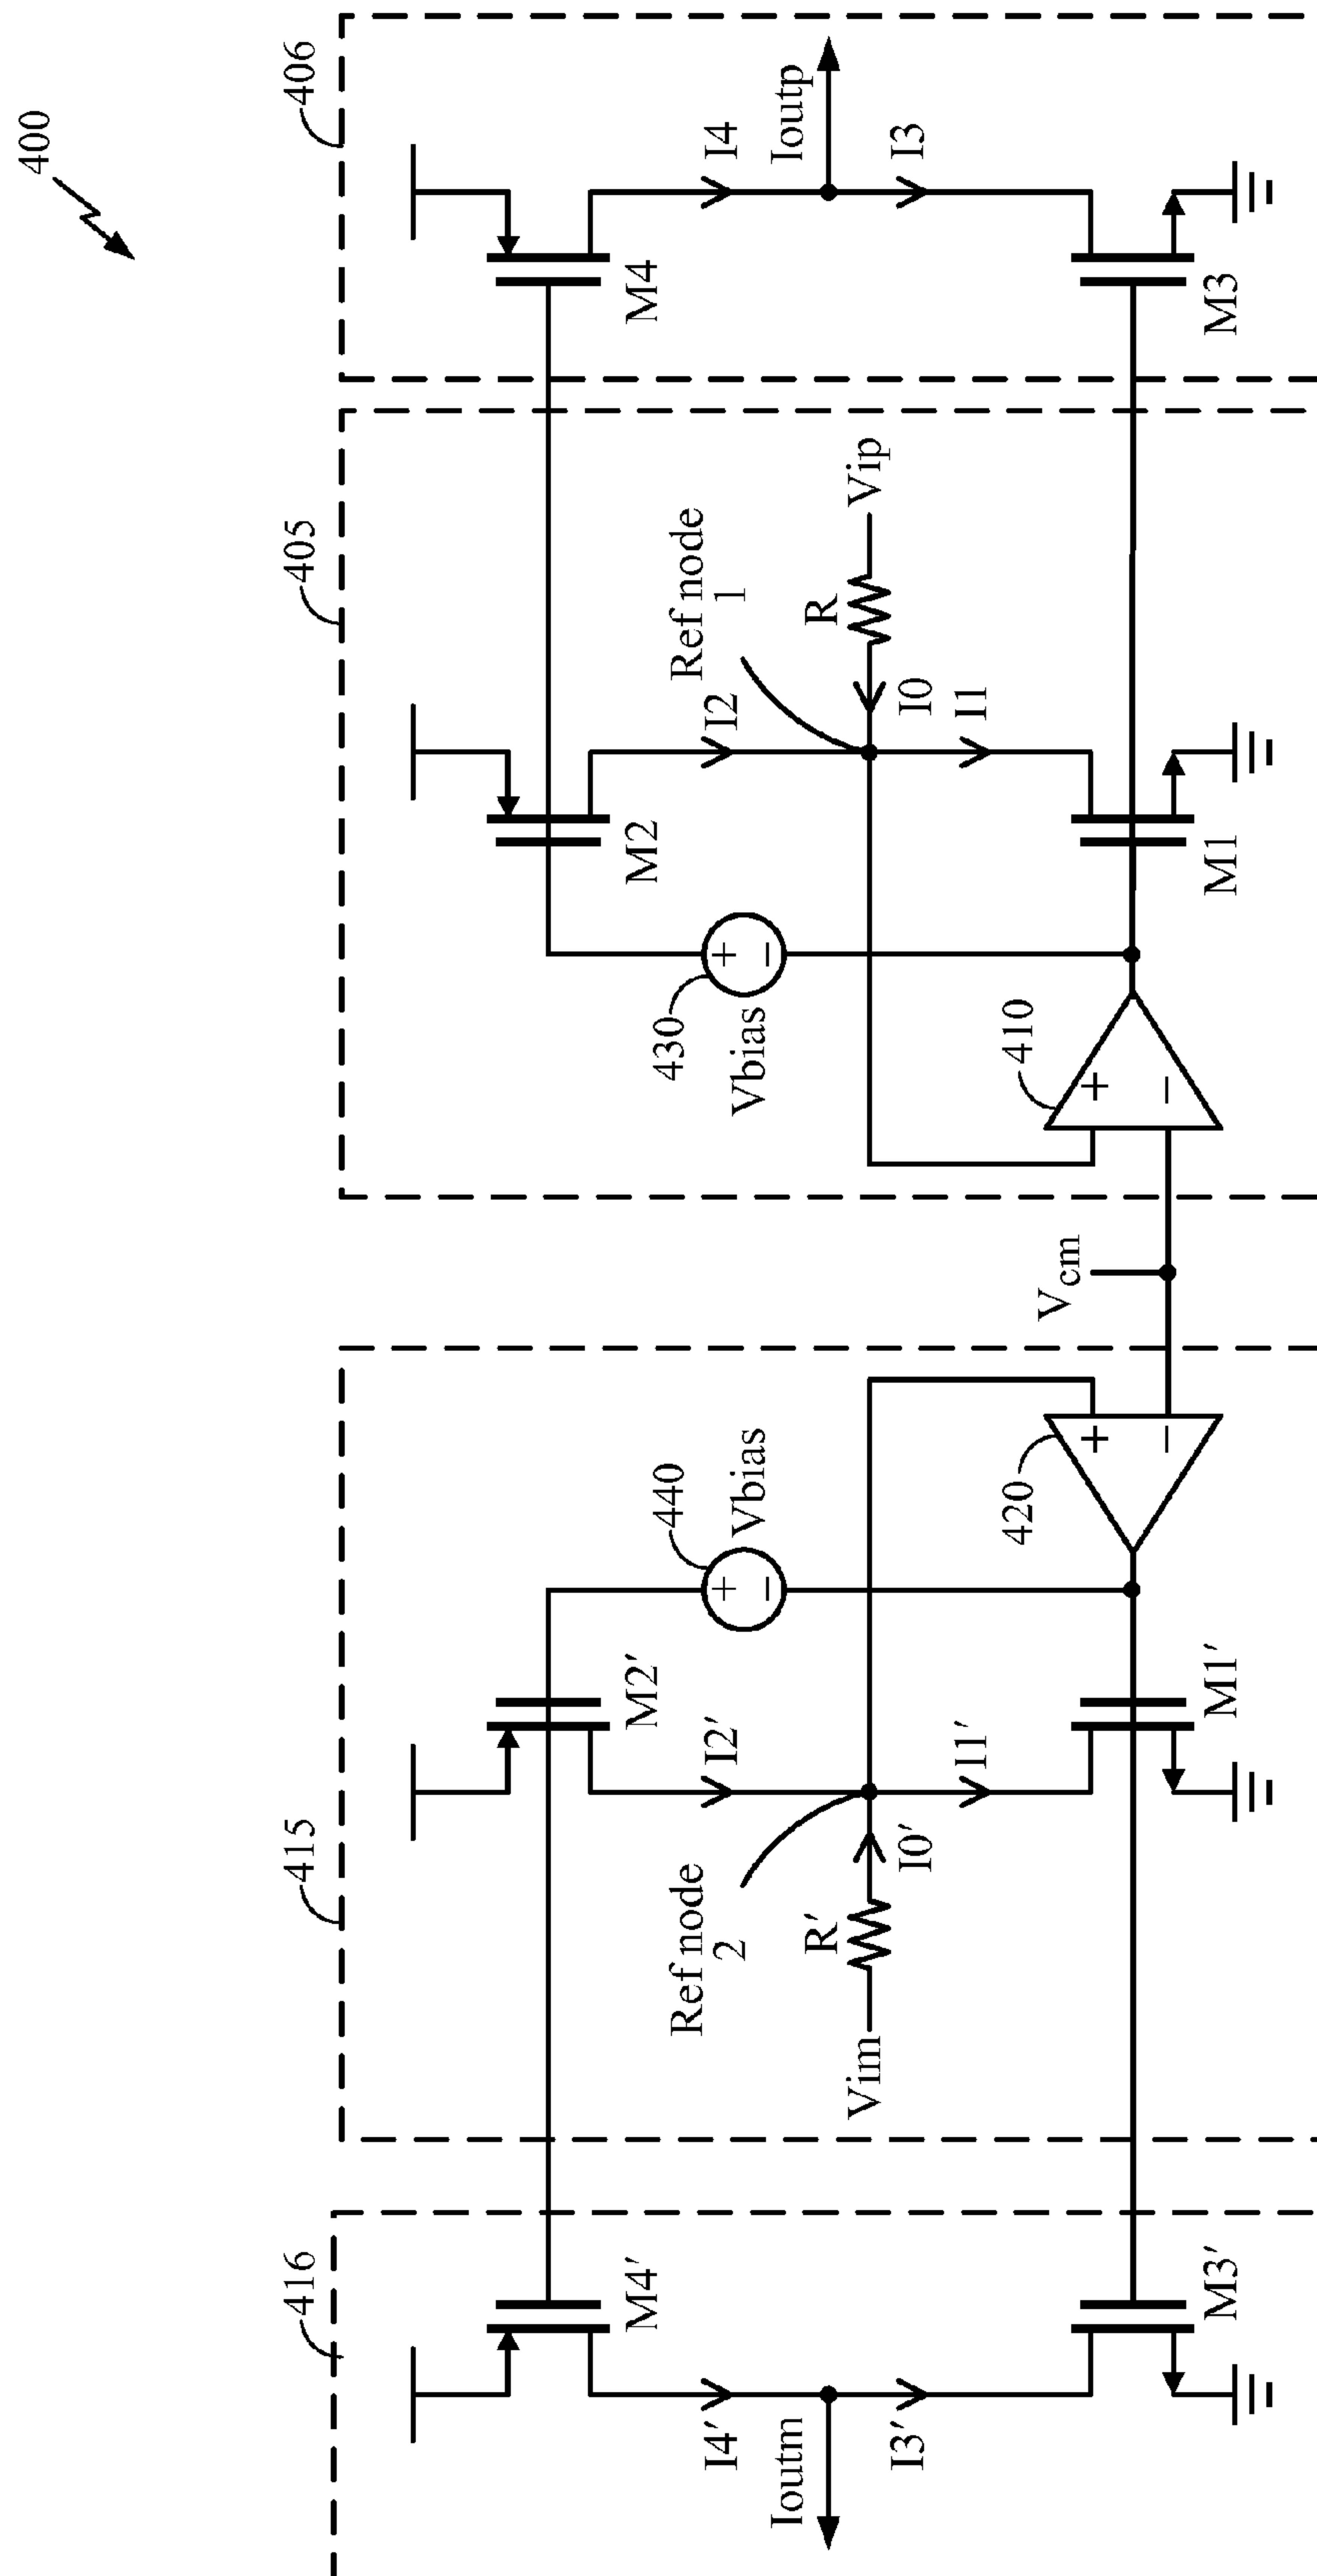 400
416
415
405
406
M4′
M2′
440
Vbias
430
Vbias
M2
M4
I4′
Ioutm
I3′
Ref node
2
I2′
Vim
R′
I0′
I1′
+
−
+
−
Ref node
1
I2
R
Vip
I0
I1
I4
Ioutp
I3
M3′
M1′
420
+
−
Vcm
410
+
−
M1
M3